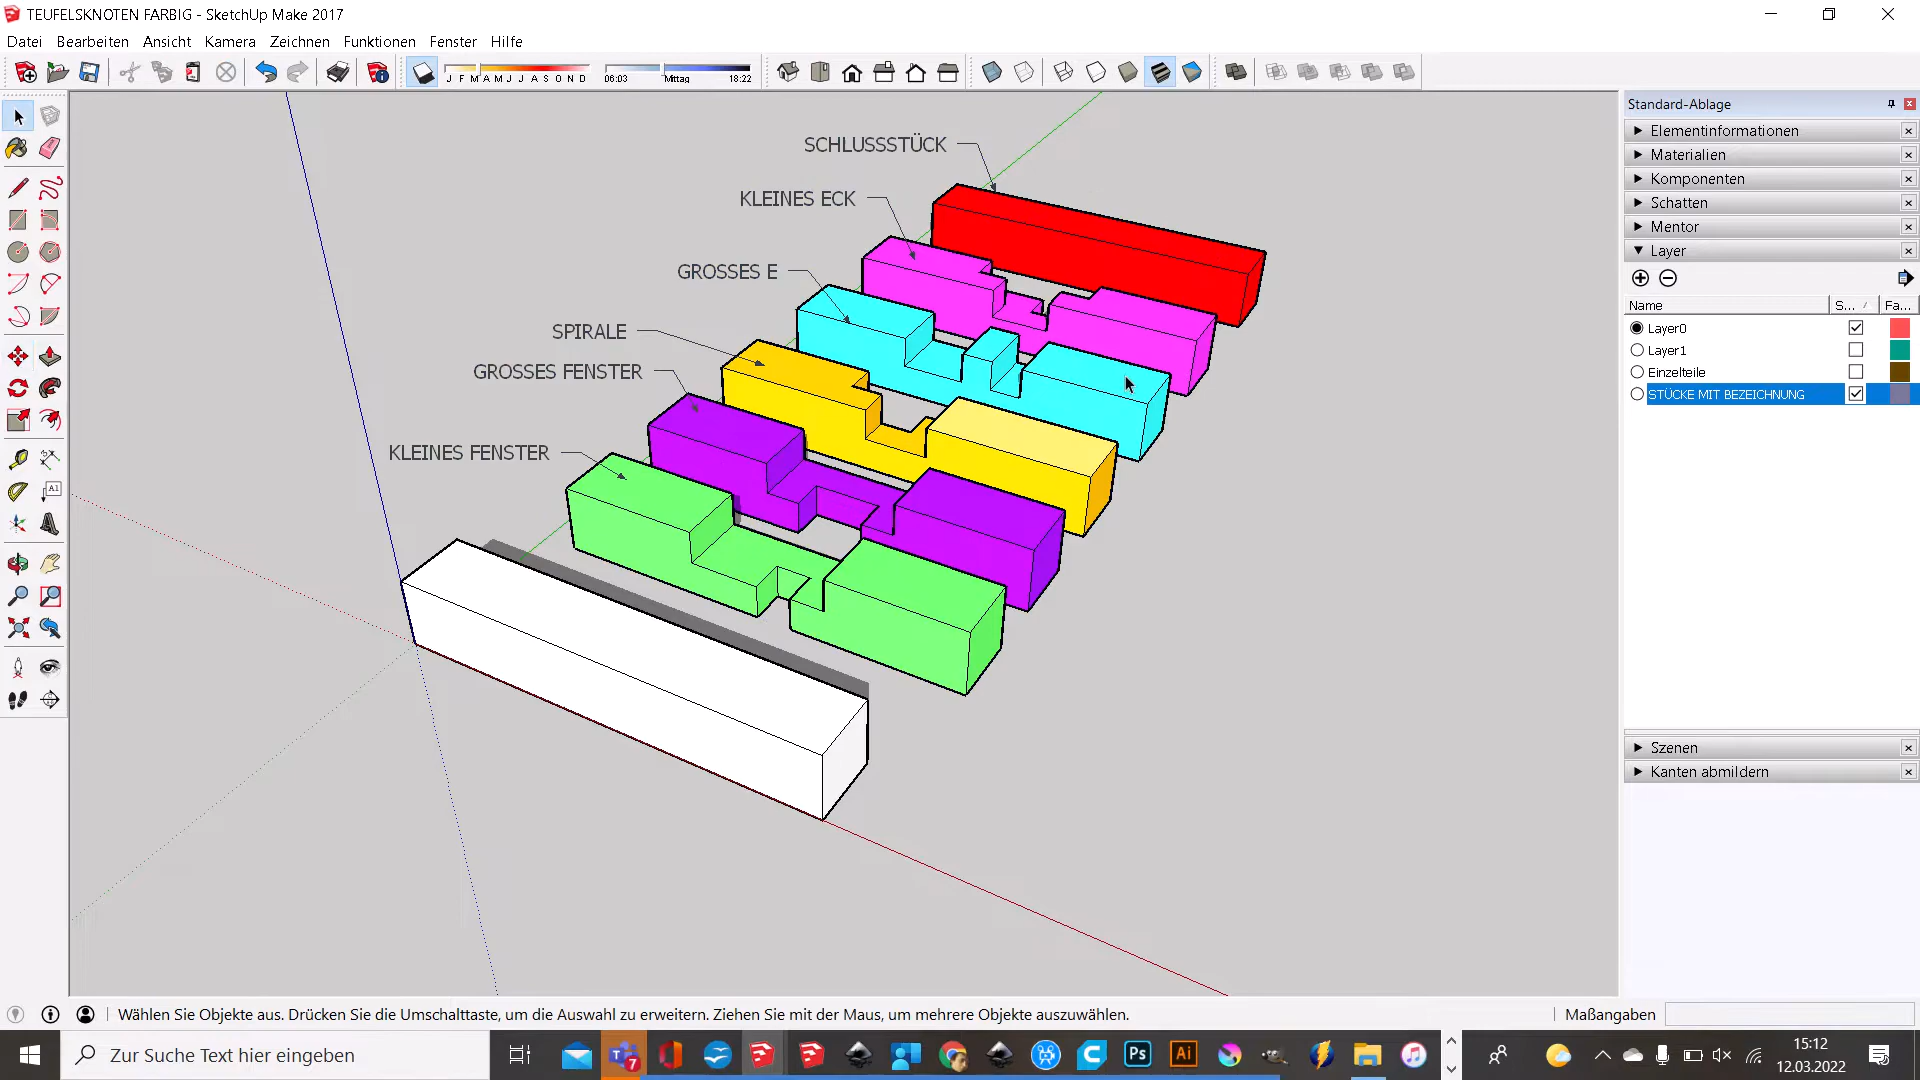 TEUFELSKNOTEN FARBIG - SketchUp Make 2017
Datei Bearbeiten Ansicht Kamera Zeichnen Funktionen Fenster Hilfe
J F M A M J J A S O N D
06:03 Mittag 18:22
Standard-Ablage
Elementinformationen
Materialien
Komponenten
Schatten
Mentor
Layer
Name S... Fa...
Layer0
Layer1
Einzelteile
STÜCKE MIT BEZEICHNUNG
Szenen
Kanten abmildern
SCHLUSSSTÜCK
KLEINES ECK
GROSSES E
SPIRALE
GROSSES FENSTER
KLEINES FENSTER
A1
Wählen Sie Objekte aus. Drücken Sie die Umschalttaste, um die Auswahl zu erweitern. Ziehen Sie mit der Maus, um mehrere Objekte auszuwählen.
Maßangaben
Zur Suche Text hier eingeben
7
Ps
Ai
15:12
12.03.2022